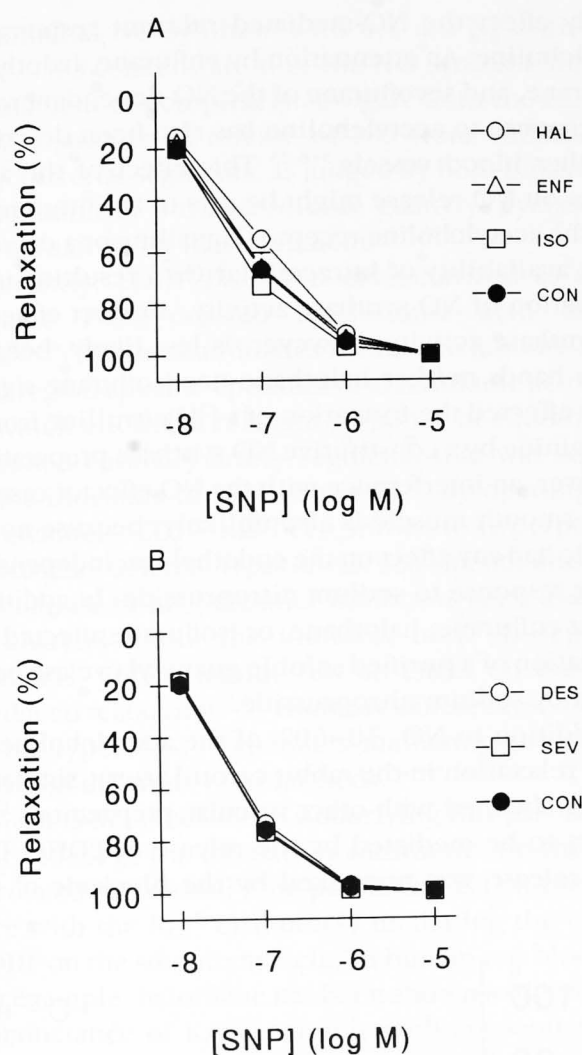 A
Relaxation (%)
0
20
40
60
80
100
-8 -7 -6 -5
[SNP] (log M)
HAL
ENF
ISO
CON
B
Relaxation (%)
0
20
40
60
80
100
-8 -7 -6 -5
[SNP] (log M)
DES
SEV
CON